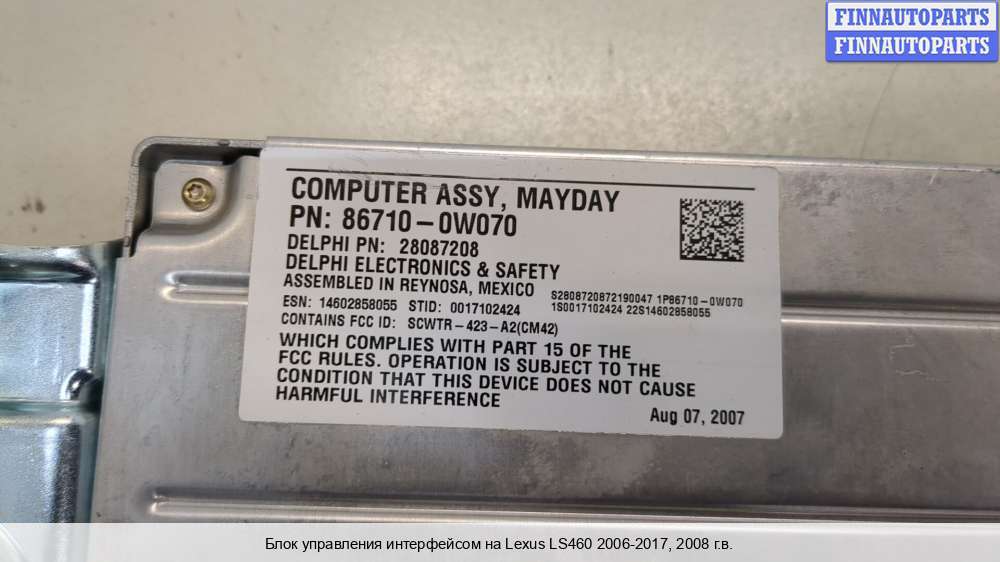 FINNAUTOPARTS
FINNAUTOPARTS
COMPUTER ASSY, MAYDAY
PN: 86710-0W070
DELPHI PN: 28087208
DELPHI ELECTRONICS & SAFETY
ASSEMBLED IN REYNOSA, MEXICO
S2808720872190047 1P86710-0W070
ESN: 14602858055 STID: 0017102424
1S0017102424 22S14602858055
CONTAINS FCC ID: SCWTR-423-A2(CM42)
WHICH COMPLIES WITH PART 15 OF THE
FCC RULES. OPERATION IS SUBJECT TO THE
CONDITION THAT THIS DEVICE DOES NOT CAUSE
HARMFUL INTERFERENCE
Aug 07, 2007
Блок управления интерфейсом на Lexus LS460 2006-2017, 2008 г.в.